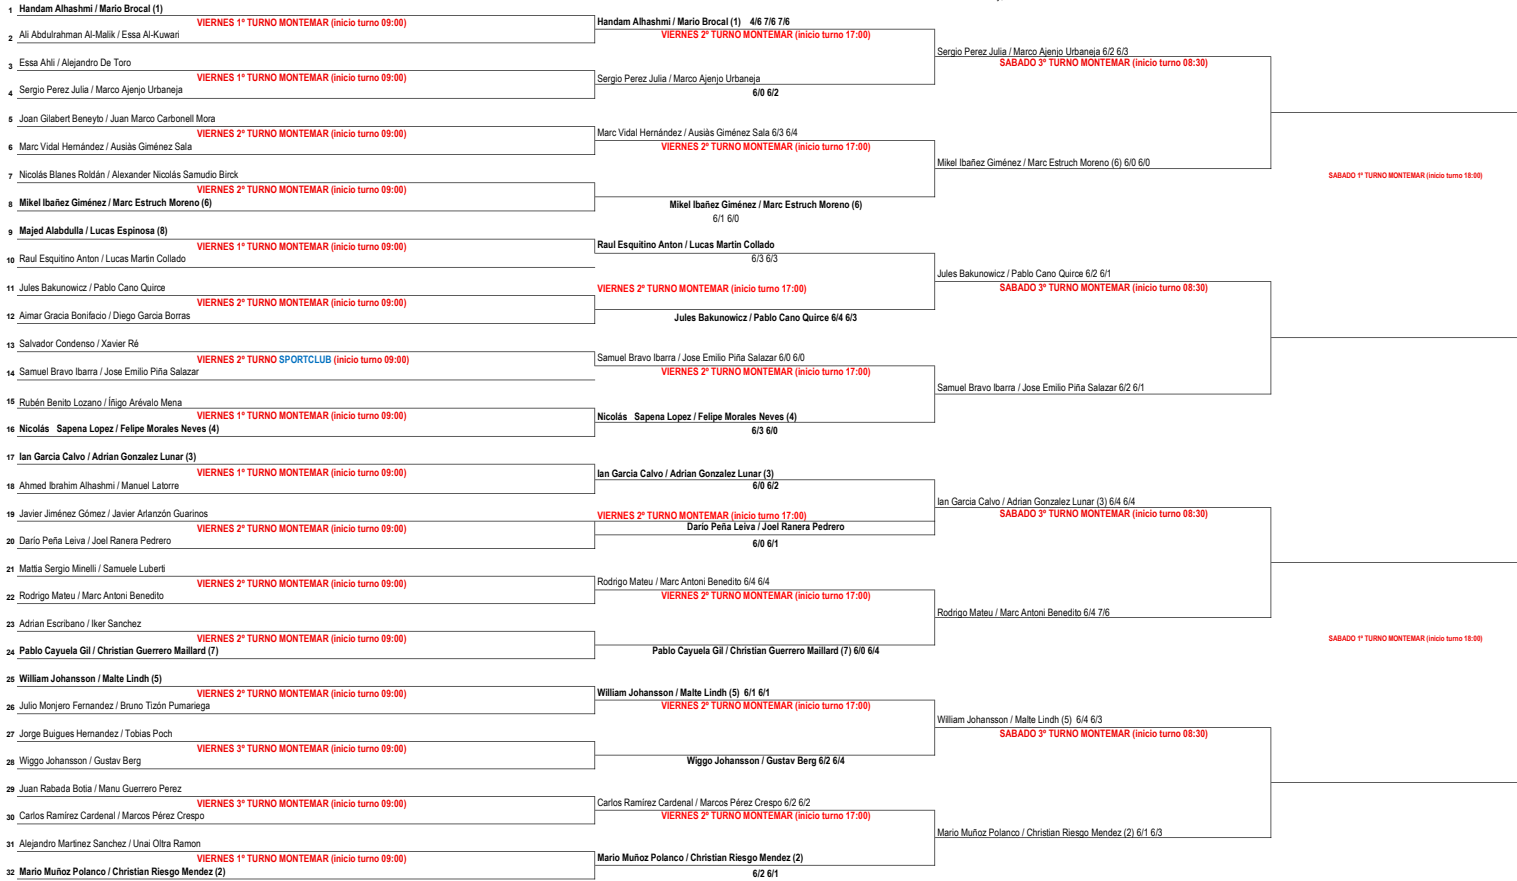 1 Handam Alhashmi / Mario Brocal (1)
VIERNES 1º TURNO MONTEMAR (inicio turno 09:00)
2 Ali Abdulrahman Al-Malik / Essa Al-Kuwari
3 Essa Ahli / Alejandro De Toro
VIERNES 1º TURNO MONTEMAR (inicio turno 09:00)
4 Sergio Perez Julia / Marco Ajenjo Urbaneja
5 Joan Gilabert Beneyto / Juan Marco Carbonell Mora
VIERNES 2º TURNO MONTEMAR (inicio turno 09:00)
6 Marc Vidal Hernández / Ausiàs Giménez Sala
7 Nicolás Blanes Roldán / Alexander Nicolás Samudio Birck
VIERNES 2º TURNO MONTEMAR (inicio turno 09:00)
8 Mikel Ibañez Giménez / Marc Estruch Moreno (6)
9 Majed Alabdulla / Lucas Espinosa (8)
VIERNES 1º TURNO MONTEMAR (inicio turno 09:00)
10 Raul Esquitino Anton / Lucas Martin Collado
11 Jules Bakunowicz / Pablo Cano Quirce
VIERNES 2º TURNO MONTEMAR (inicio turno 09:00)
12 Aimar Gracia Bonifacio / Diego Garcia Borras
13 Salvador Condenso / Xavier Ré
VIERNES 2º TURNO SPORTCLUB (inicio turno 09:00)
14 Samuel Bravo Ibarra / Jose Emilio Piña Salazar
15 Rubén Benito Lozano / Íñigo Arévalo Mena
VIERNES 1º TURNO MONTEMAR (inicio turno 09:00)
16 Nicolás Sapena Lopez / Felipe Morales Neves (4)
17 Ian Garcia Calvo / Adrian Gonzalez Lunar (3)
VIERNES 1º TURNO MONTEMAR (inicio turno 09:00)
18 Ahmed Ibrahim Alhashmi / Manuel Latorre
19 Javier Jiménez Gómez / Javier Arlanzón Guarinos
VIERNES 2º TURNO MONTEMAR (inicio turno 09:00)
20 Darío Peña Leiva / Joel Ranera Pedrero
21 Mattia Sergio Minelli / Samuele Luberti
VIERNES 2º TURNO MONTEMAR (inicio turno 09:00)
22 Rodrigo Mateu / Marc Antoni Benedito
23 Adrian Escribano / Iker Sanchez
VIERNES 2º TURNO MONTEMAR (inicio turno 09:00)
24 Pablo Cayuela Gil / Christian Guerrero Maillard (7)
25 William Johansson / Malte Lindh (5)
VIERNES 2º TURNO MONTEMAR (inicio turno 09:00)
26 Julio Monjero Fernandez / Bruno Tizón Pumariega
27 Jorge Buigues Hernandez / Tobias Poch
VIERNES 3º TURNO MONTEMAR (inicio turno 09:00)
28 Wiggo Johansson / Gustav Berg
29 Juan Rabada Botia / Manu Guerrero Perez
VIERNES 3º TURNO MONTEMAR (inicio turno 09:00)
30 Carlos Ramírez Cardenal / Marcos Pérez Crespo
31 Alejandro Martinez Sanchez / Unai Oltra Ramon
VIERNES 1º TURNO MONTEMAR (inicio turno 09:00)
32 Mario Muñoz Polanco / Christian Riesgo Mendez (2)
Handam Alhashmi / Mario Brocal (1) 4/6 7/6 7/6
VIERNES 2º TURNO MONTEMAR (inicio turno 17:00)
Sergio Perez Julia / Marco Ajenjo Urbaneja
6/0 6/2
Marc Vidal Hernández / Ausiàs Giménez Sala 6/3 6/4
VIERNES 2º TURNO MONTEMAR (inicio turno 17:00)
Mikel Ibañez Giménez / Marc Estruch Moreno (6)
6/1 6/0
Raul Esquitino Anton / Lucas Martin Collado
6/3 6/3
VIERNES 2º TURNO MONTEMAR (inicio turno 17:00)
Jules Bakunowicz / Pablo Cano Quirce 6/4 6/3
Samuel Bravo Ibarra / Jose Emilio Piña Salazar 6/0 6/0
VIERNES 2º TURNO MONTEMAR (inicio turno 17:00)
Nicolás Sapena Lopez / Felipe Morales Neves (4)
6/3 6/0
Ian Garcia Calvo / Adrian Gonzalez Lunar (3)
6/0 6/2
VIERNES 2º TURNO MONTEMAR (inicio turno 17:00)
Darío Peña Leiva / Joel Ranera Pedrero
6/0 6/1
Rodrigo Mateu / Marc Antoni Benedito 6/4 6/4
VIERNES 2º TURNO MONTEMAR (inicio turno 17:00)
Pablo Cayuela Gil / Christian Guerrero Maillard (7) 6/0 6/4
William Johansson / Malte Lindh (5) 6/1 6/1
VIERNES 2º TURNO MONTEMAR (inicio turno 17:00)
Wiggo Johansson / Gustav Berg 6/2 6/4
Carlos Ramírez Cardenal / Marcos Pérez Crespo 6/2 6/2
VIERNES 2º TURNO MONTEMAR (inicio turno 17:00)
Mario Muñoz Polanco / Christian Riesgo Mendez (2)
6/2 6/1
Sergio Perez Julia / Marco Ajenjo Urbaneja 6/2 6/3
SABADO 3º TURNO MONTEMAR (inicio turno 08:30)
Mikel Ibañez Giménez / Marc Estruch Moreno (6) 6/0 6/0
Jules Bakunowicz / Pablo Cano Quirce 6/2 6/1
SABADO 3º TURNO MONTEMAR (inicio turno 08:30)
Samuel Bravo Ibarra / Jose Emilio Piña Salazar 6/2 6/1
Ian Garcia Calvo / Adrian Gonzalez Lunar (3) 6/4 6/4
SABADO 3º TURNO MONTEMAR (inicio turno 08:30)
Rodrigo Mateu / Marc Antoni Benedito 6/4 7/6
William Johansson / Malte Lindh (5) 6/4 6/3
SABADO 3º TURNO MONTEMAR (inicio turno 08:30)
Mario Muñoz Polanco / Christian Riesgo Mendez (2) 6/1 6/3
SABADO 1º TURNO MONTEMAR (inicio turno 18:00)
SABADO 1º TURNO MONTEMAR (inicio turno 18:00)